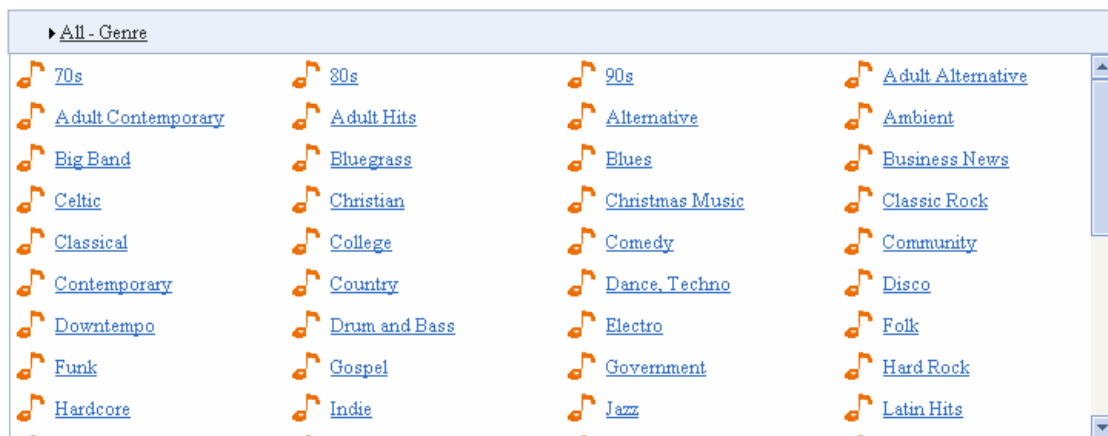 All - Genre
70s 80s 90s Adult Alternative
Adult Contemporary Adult Hits Alternative Ambient
Big Band Bluegrass Blues Business News
Celtic Christian Christmas Music Classic Rock
Classical College Comedy Community
Contemporary Country Dance, Techno Disco
Downtempo Drum and Bass Electro Folk
Funk Gospel Government Hard Rock
Hardcore Indie Jazz Latin Hits